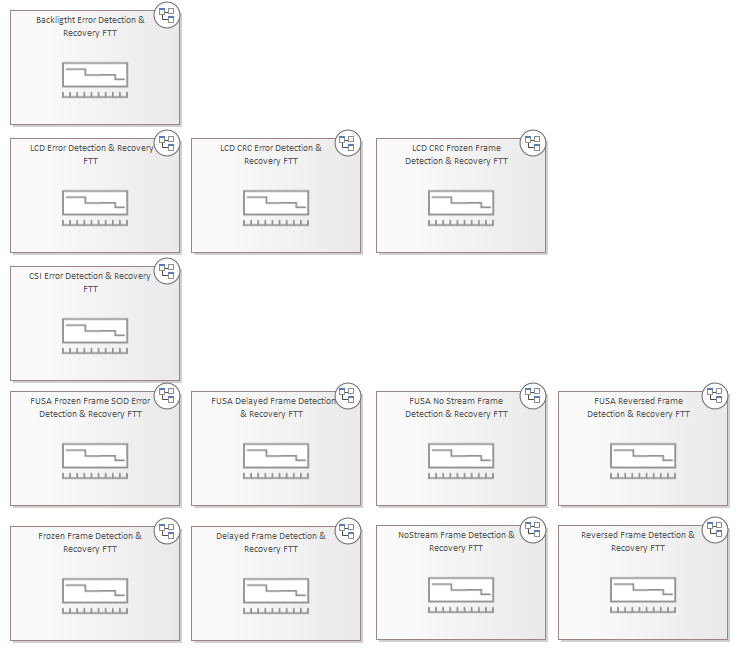 Backligtht Error Detection &
Recovery FTT
LCD Error Detection & Recovery
FTT
LCD CRC Error Detection &
Recovery FTT
LCD CRC Frozen Frame
Detection & Recovery FTT
CSI Error Detection & Recovery
FTT
FUSA Frozen Frame SOD Error
Detection & Recovery FTT
FUSA Delayed Frame Detection
& Recovery FTT
FUSA No Stream Frame
Detection & Recovery FTT
FUSA Reversed Frame
Detection & Recovery FTT
Frozen Frame Detection &
Recovery FTT
Delayed Frame Detection &
Recovery FTT
NoStream Frame Detection &
Recovery FTT
Reversed Frame Detection &
Recovery FTT